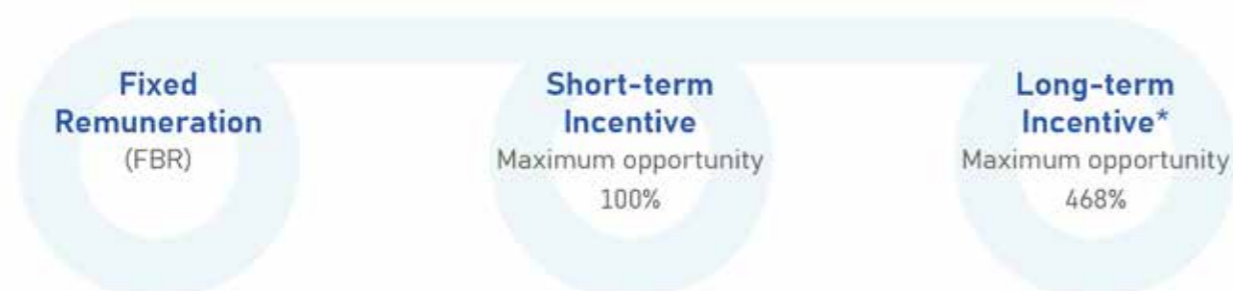 Fixed
Remuneration
(FBR)
Short-term
Incentive
Maximum opportunity
100%
Long-term
Incentive*
Maximum opportunity
468%